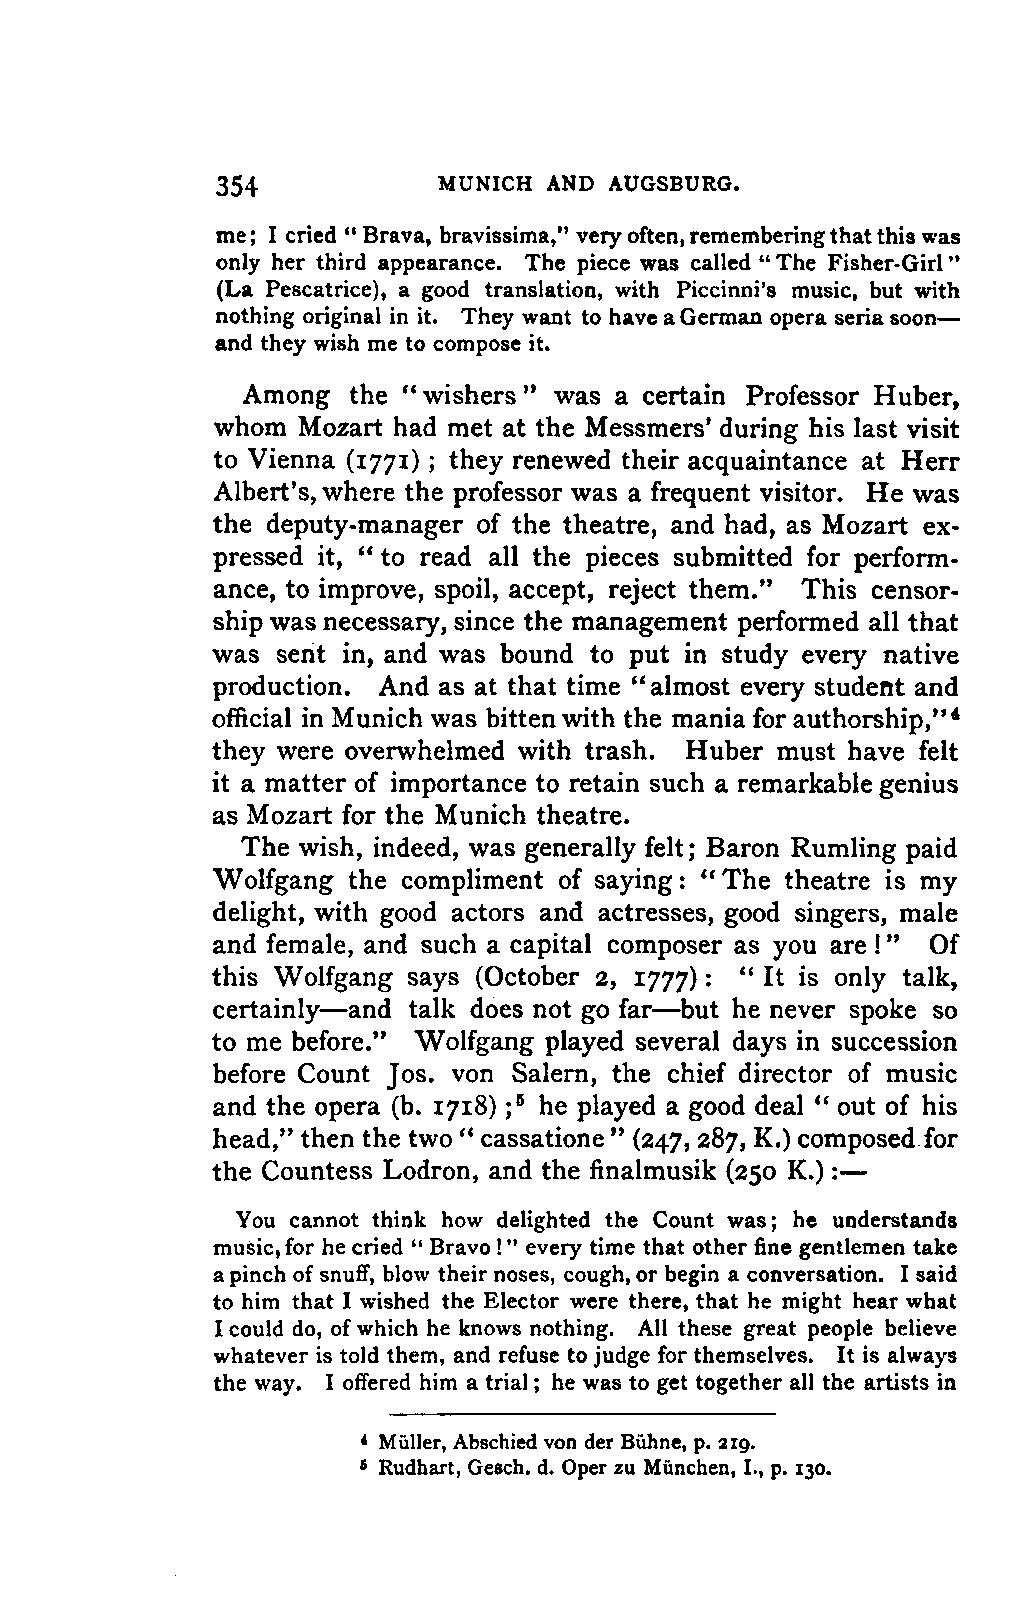 354 MUNICH AND AUGSBURG.
me; I cried “Brava, bravissima,” very often, remembering that this was
only her third appearance. The piece was called “The Fisher-Girl”
(La Pescatrice), a good translation, with Piccinni's music, but with
nothing original in it. They want to have a German opera seria soon—
and they wish me to compose it.
Among the “wishers” was a certain Professor Huber,
whom Mozart had met at the Messmers' during his last visit
to Vienna (1771); they renewed their acquaintance at Herr
Albert's, where the professor was a frequent visitor. He was
the deputy-manager of the theatre, and had, as Mozart ex-
pressed it, “to read all the pieces submitted for perform-
ance, to improve, spoil, accept, reject them.” This censor-
ship was necessary, since the management performed all that
was sent in, and was bound to put in study every native
production. And as at that time “almost every student and
official in Munich was bitten with the mania for authorship,”⁴
they were overwhelmed with trash. Huber must have felt
it a matter of importance to retain such a remarkable genius
as Mozart for the Munich theatre.
The wish, indeed, was generally felt; Baron Rumling paid
Wolfgang the compliment of saying: “The theatre is my
delight, with good actors and actresses, good singers, male
and female, and such a capital composer as you are!” Of
this Wolfgang says (October 2, 1777): “It is only talk,
certainly—and talk does not go far—but he never spoke so
to me before.” Wolfgang played several days in succession
before Count Jos. von Salern, the chief director of music
and the opera (b. 1718);⁵ he played a good deal “out of his
head,” then the two “cassatione” (247, 287, K.) composed for
the Countess Lodron, and the finalmusik (250 K.):—
You cannot think how delighted the Count was; he understands
music, for he cried “Bravo!” every time that other fine gentlemen take
a pinch of snuff, blow their noses, cough, or begin a conversation. I said
to him that I wished the Elector were there, that he might hear what
I could do, of which he knows nothing. All these great people believe
whatever is told them, and refuse to judge for themselves. It is always
the way. I offered him a trial; he was to get together all the artists in
⁴ Müller, Abschied von der Bühne, p. 219.
⁵ Rudhart, Gesch. d. Oper zu München, I., p. 130.